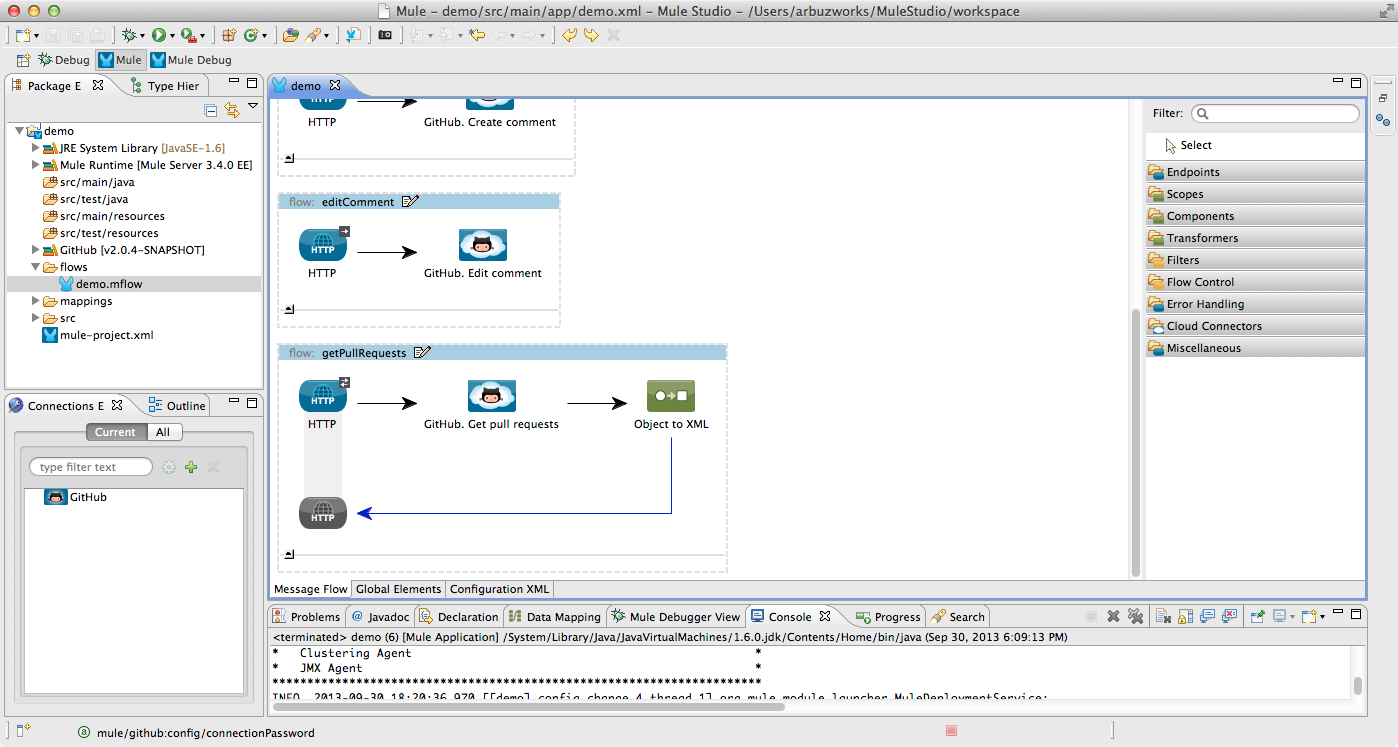 Mule – demo/src/main/app/demo.xml – Mule Studio – /Users/arbuzworks/MuleStudio/workspace
Debug Mule Mule Debug
Package E Type Hier
demo
JRE System Library [JavaSE-1.6]
Mule Runtime [Mule Server 3.4.0 EE]
src/main/java
src/test/java
src/main/resources
src/test/resources
GitHub [v2.0.4-SNAPSHOT]
flows
demo.mflow
mappings
src
mule-project.xml
Connections E Outline
Current All
type filter text
GitHub
demo
HTTP
HTTP GitHub. Create comment
flow: editComment
HTTP
HTTP GitHub. Edit comment
flow: getPullRequests
HTTP
HTTP GitHub. Get pull requests Object to XML
HTTP
Message Flow Global Elements Configuration XML
Filter:
Select
Endpoints
Scopes
Components
Transformers
Filters
Flow Control
Error Handling
Cloud Connectors
Miscellaneous
Problems @ Javadoc Declaration Data Mapping Mule Debugger View Console Progress Search
<terminated> demo (6) [Mule Application] /System/Library/Java/JavaVirtualMachines/1.6.0.jdk/Contents/Home/bin/java (Sep 30, 2013 6:09:13 PM)
* Clustering Agent *
* JMX Agent *
**********************************************************************
INFO 2013-09-30 18:20:36,970 [[demo].config.change.4.thread.1] org.mule.module.launcher.MuleDeploymentService:
mule/github:config/connectionPassword